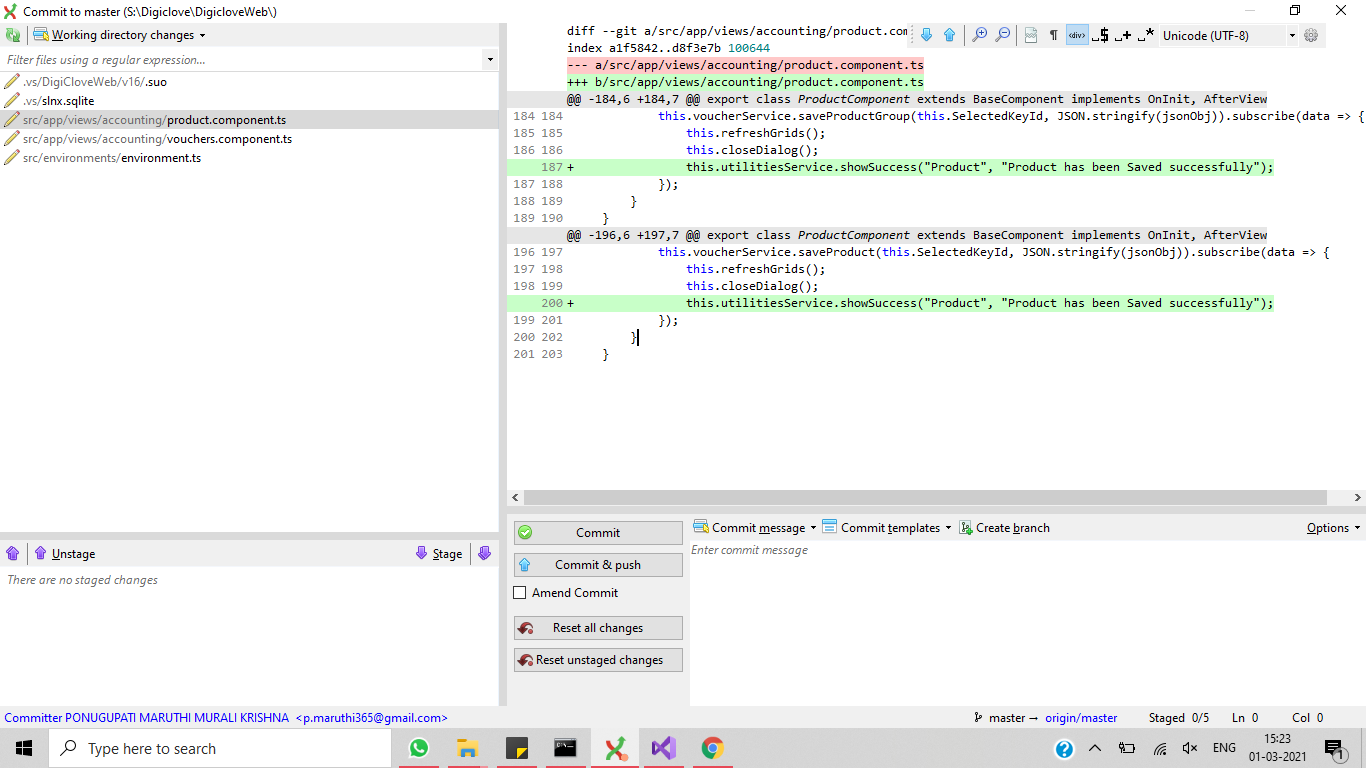 Commit to master (S:\Digiclove\DigicloveWeb\)
Working directory changes
Filter files using a regular expression...
.vs/DigiCloveWeb/v16/.suo
.vs/slnx.sqlite
src/app/views/accounting/product.component.ts
src/app/views/accounting/vouchers.component.ts
src/environments/environment.ts
diff --git a/src/app/views/accounting/product.com
¶ <div> $ + * Unicode (UTF-8)
index a1f5842..d8f3e7b 100644
--- a/src/app/views/accounting/product.component.ts
+++ b/src/app/views/accounting/product.component.ts
@@ -184,6 +184,7 @@ export class ProductComponent extends BaseComponent implements OnInit, AfterView
184 184 this.voucherService.saveProductGroup(this.SelectedKeyId, JSON.stringify(jsonObj)).subscribe(data => {
185 185 this.refreshGrids();
186 186 this.closeDialog();
187 + this.utilitiesService.showSuccess("Product", "Product has been Saved successfully");
187 188 });
188 189 }
189 190 }
@@ -196,6 +197,7 @@ export class ProductComponent extends BaseComponent implements OnInit, AfterView
196 197 this.voucherService.saveProduct(this.SelectedKeyId, JSON.stringify(jsonObj)).subscribe(data => {
197 198 this.refreshGrids();
198 199 this.closeDialog();
200 + this.utilitiesService.showSuccess("Product", "Product has been Saved successfully");
199 201 });
200 202 }
201 203 }
Unstage Stage
There are no staged changes
Commit
Commit & push
Amend Commit
Reset all changes
Reset unstaged changes
Commit message Commit templates Create branch Options
Enter commit message
Committer PONUGUPATI MARUTHI MURALI KRISHNA <p.maruthi365@gmail.com>
master → origin/master Staged 0/5 Ln 0 Col 0
Type here to search
ENG
15:23
01-03-2021
1